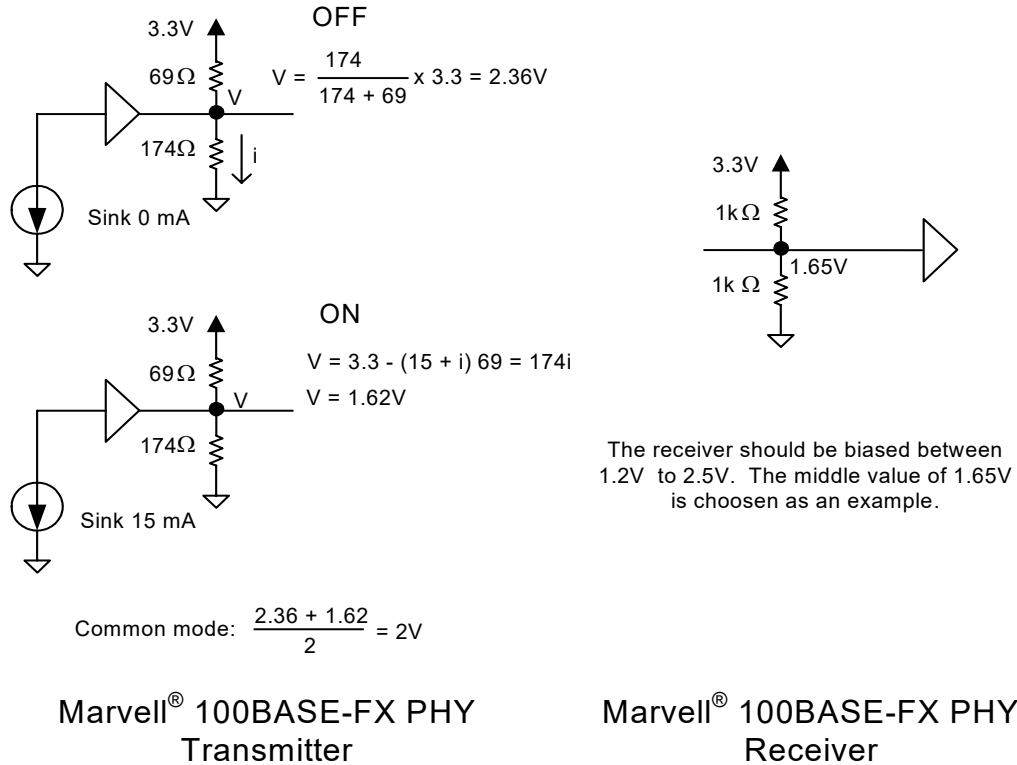 OFF
3.3V
69Ω
V = 174 / 174 + 69 x 3.3 = 2.36V
V
174Ω
i
Sink 0 mA
ON
3.3V
69Ω
V = 3.3 - (15 + i) 69 = 174i
V
V = 1.62V
174Ω
Sink 15 mA
Common mode: 2.36 + 1.62 / 2 = 2V
Marvell® 100BASE-FX PHY
Transmitter
3.3V
1kΩ
1.65V
1k Ω
The receiver should be biased between
1.2V to 2.5V. The middle value of 1.65V
is choosen as an example.
Marvell® 100BASE-FX PHY
Receiver